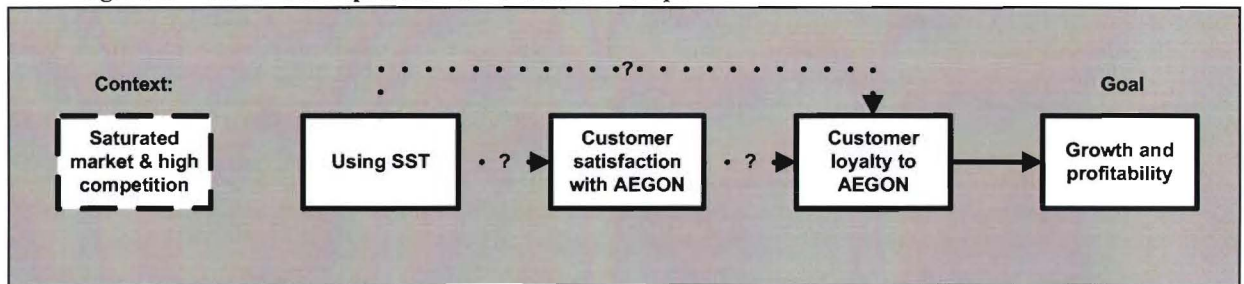 ?
Context:
Goal
Saturated
market & high
competition
Using SST
?
Customer
satisfaction
with AEGON
?
Customer
loyalty to
AEGON
Growth and
profitability